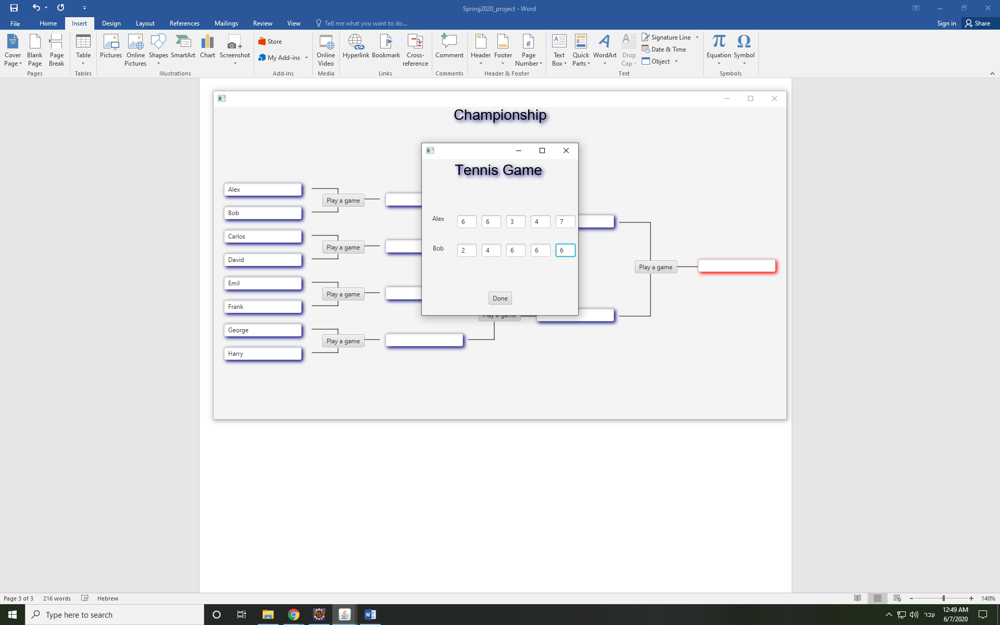 Spring2020_project - Word
File Home Insert Design Layout References Mailings Review View Tell me what you want to do... Sign in Share
Cover Page
Blank Page
Page Break
Table
Pictures
Online Pictures
Shapes
SmartArt
Chart
Screenshot
Store
My Add-ins
Online Video
Hyperlink
Bookmark
Cross-reference
Comment
Header
Footer
Page Number
Text Box
Quick Parts
WordArt
Drop Cap
Signature Line
Date & Time
Object
Equation
Symbol
Pages Tables Illustrations Add-ins Media Links Comments Header & Footer Text Symbols
Championship
Tennis Game
Alex 6 6 3 4 7
Bob 2 4 6 6 6
Done
Alex
Play a game
Bob
Carlos
Play a game
David
Emil
Play a game
Frank
George
Play a game
Harry
Play a game
Play a game
Page 3 of 3 216 words Hebrew 140%
Type here to search
עבר
12:49 AM
6/7/2020